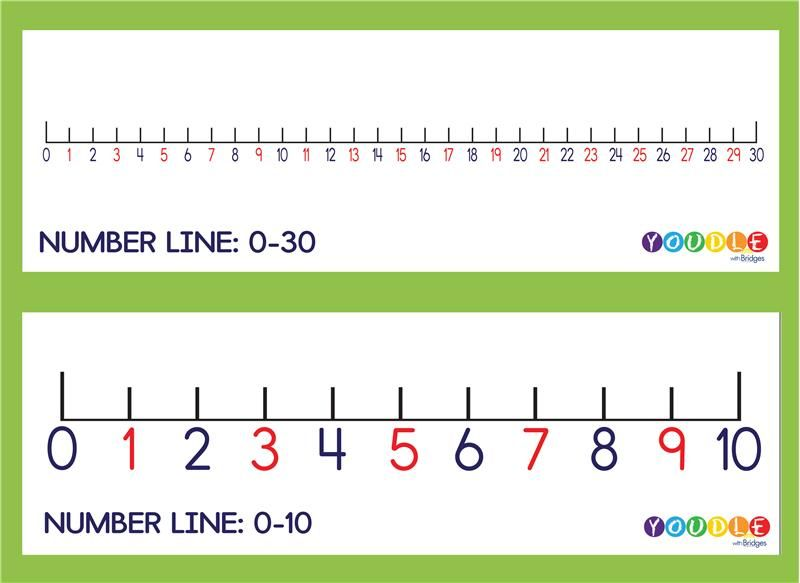 0 1 2 3 4 5 6 7 8 9 10 11 12 13 14 15 16 17 18 19 20 21 22 23 24 25 26 27 28 29 30
NUMBER LINE: 0-30
YOUDLE
with Bridges
0 1 2 3 4 5 6 7 8 9 10
NUMBER LINE: 0-10
YOUDLE
with Bridges